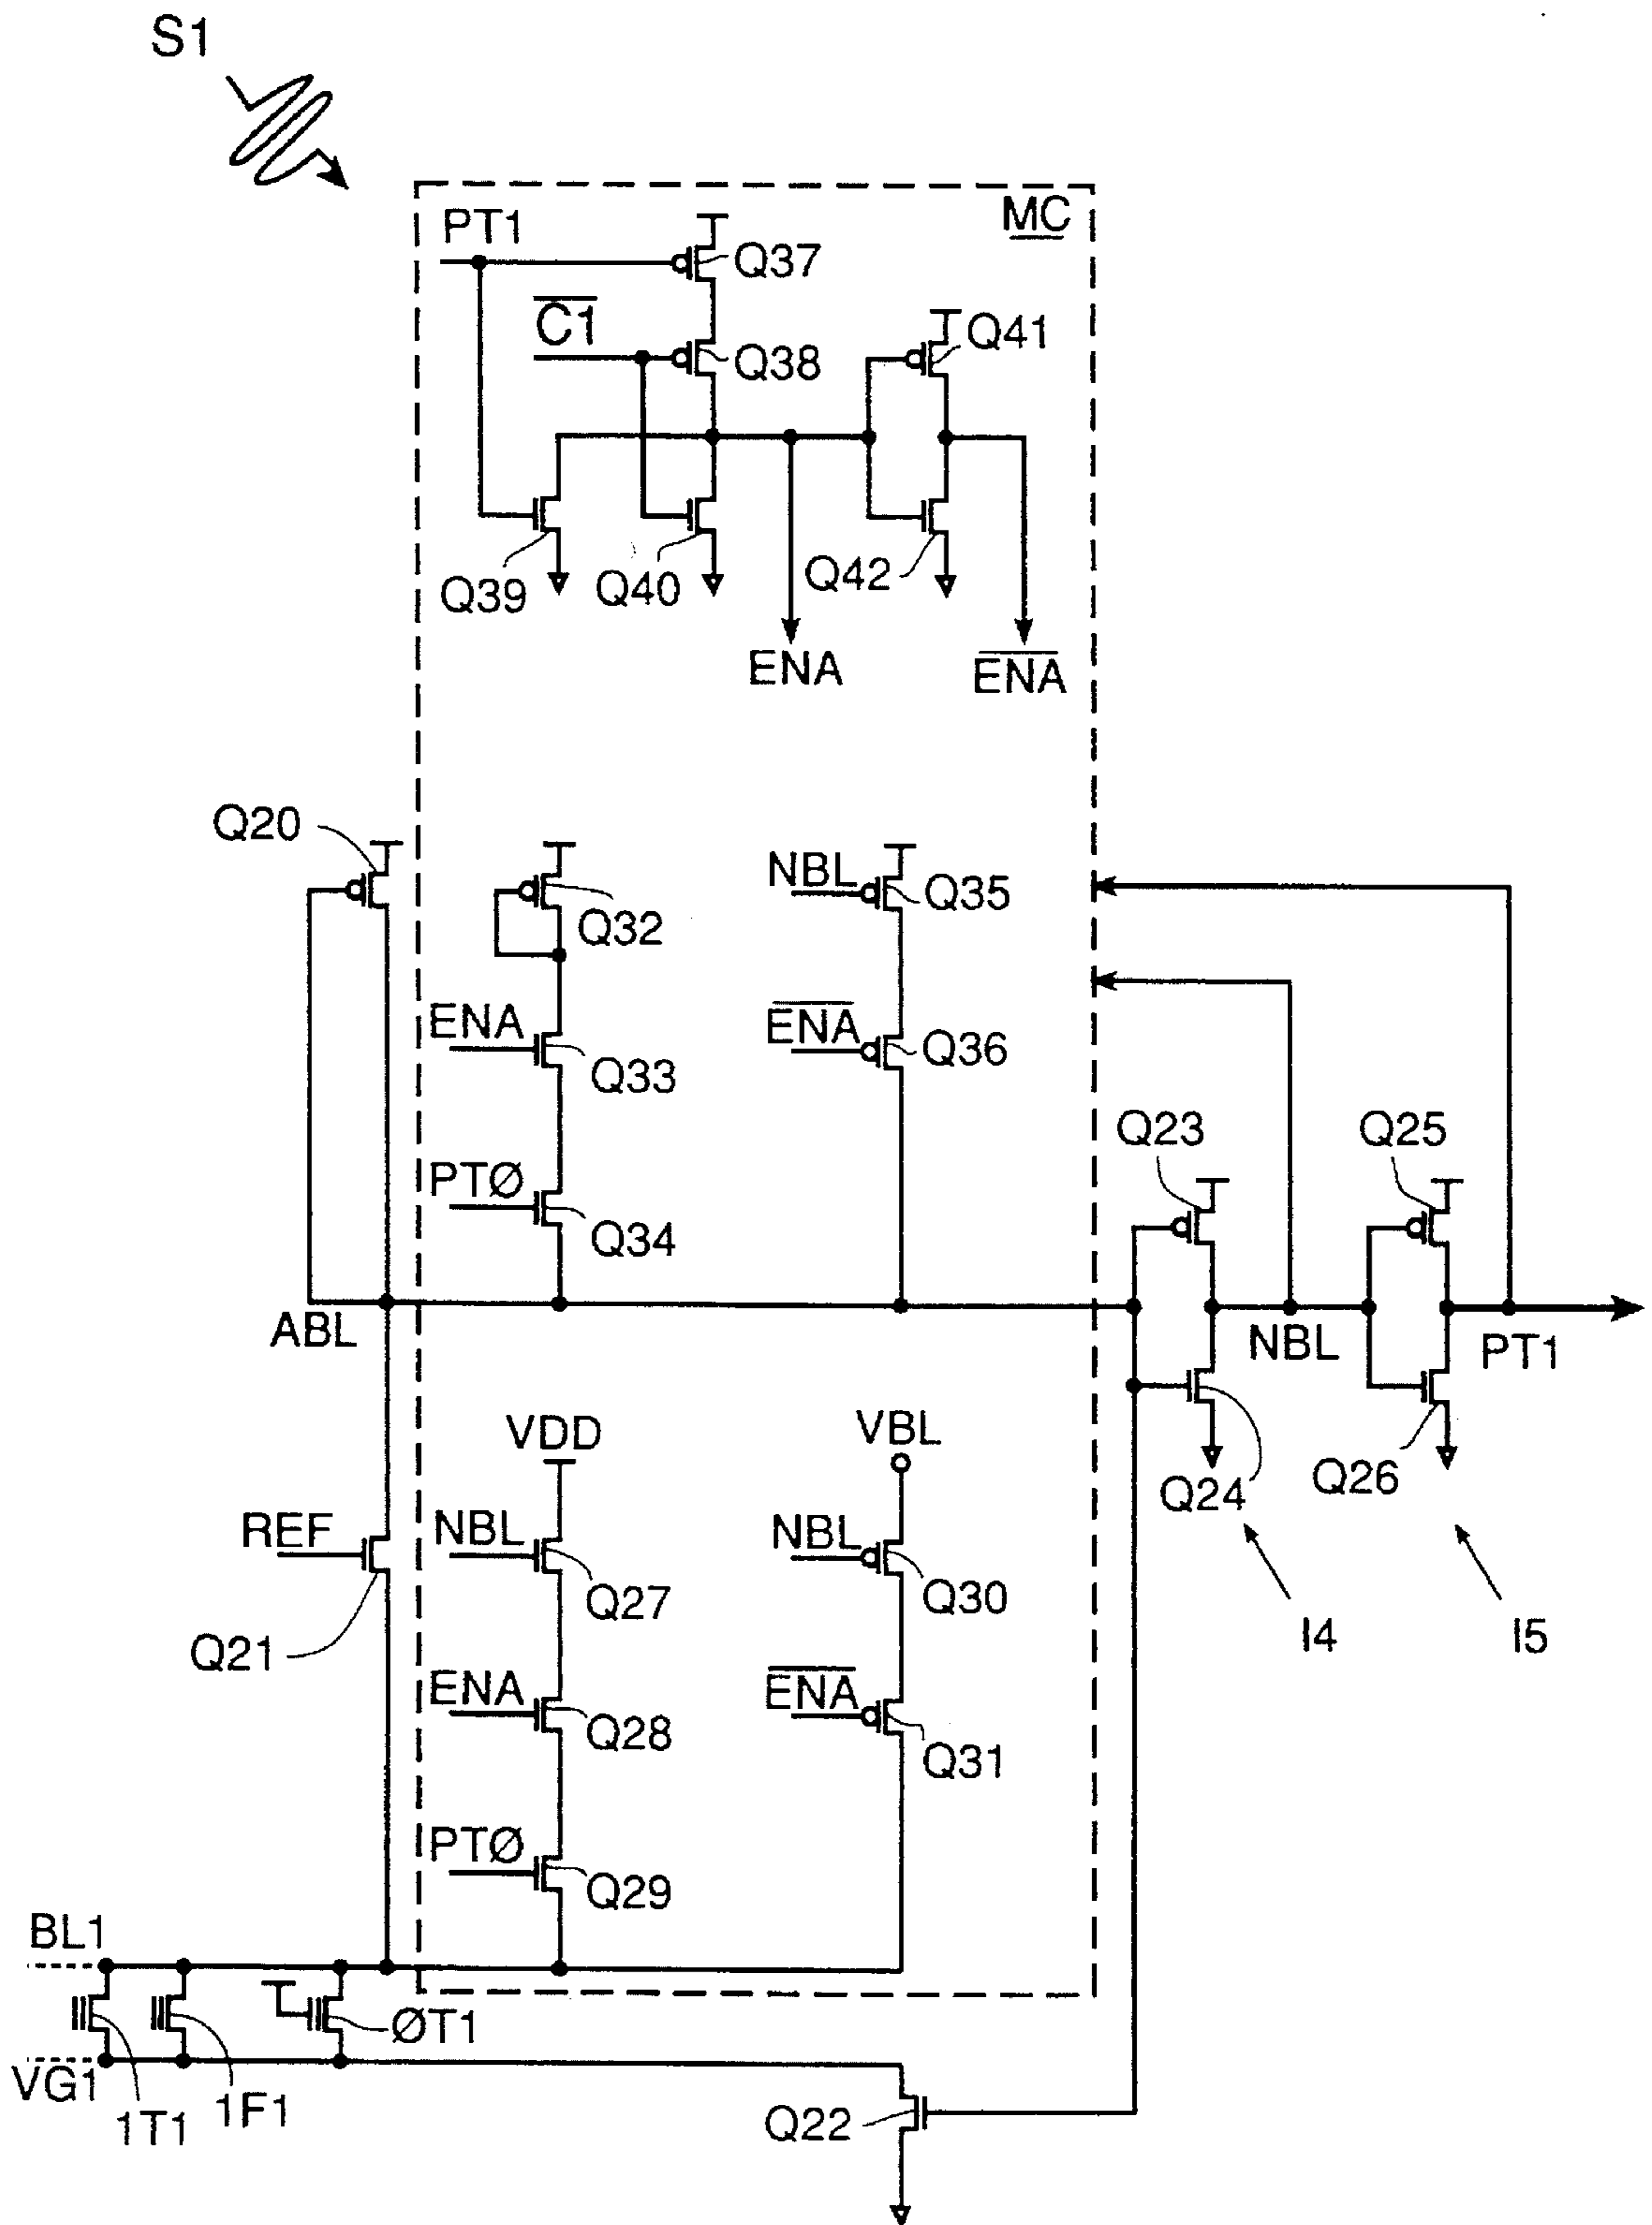 S1
MC
PT1
Q37
C1
Q38
Q41
Q39
Q40
Q42
ENA
ENA
Q20
Q32
NBL
Q35
ENA
Q33
ENA
Q36
PTØ
Q34
Q23
Q25
ABL
NBL
PT1
VDD
VBL
Q24
Q26
REF
NBL
Q27
NBL
Q30
Q21
I4
I5
ENA
Q28
ENA
Q31
PTØ
Q29
BL1
ØT1
VG1
1T1
1F1
Q22